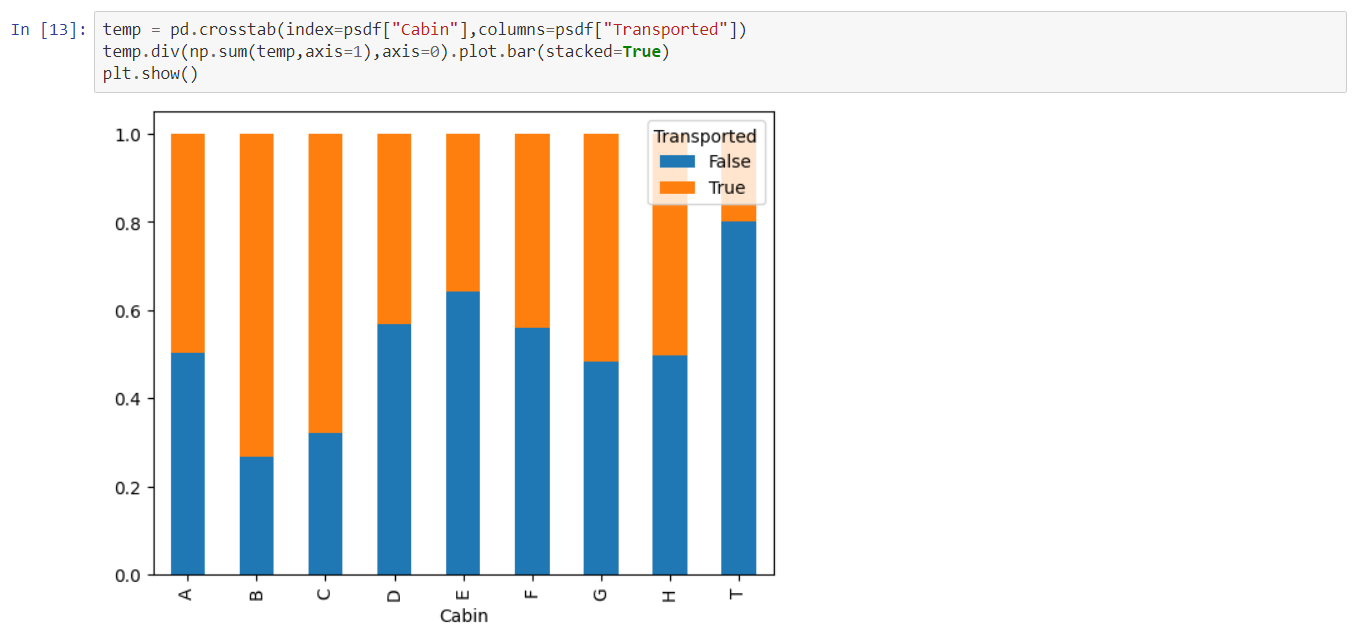 In [13]: temp = pd.crosstab(index=psdf["Cabin"],columns=psdf["Transported"])
temp.div(np.sum(temp,axis=1),axis=0).plot.bar(stacked=True)
plt.show()
Transported
False
True
1.0
0.8
0.6
0.4
0.2
0.0
A B C D E F G H T
Cabin